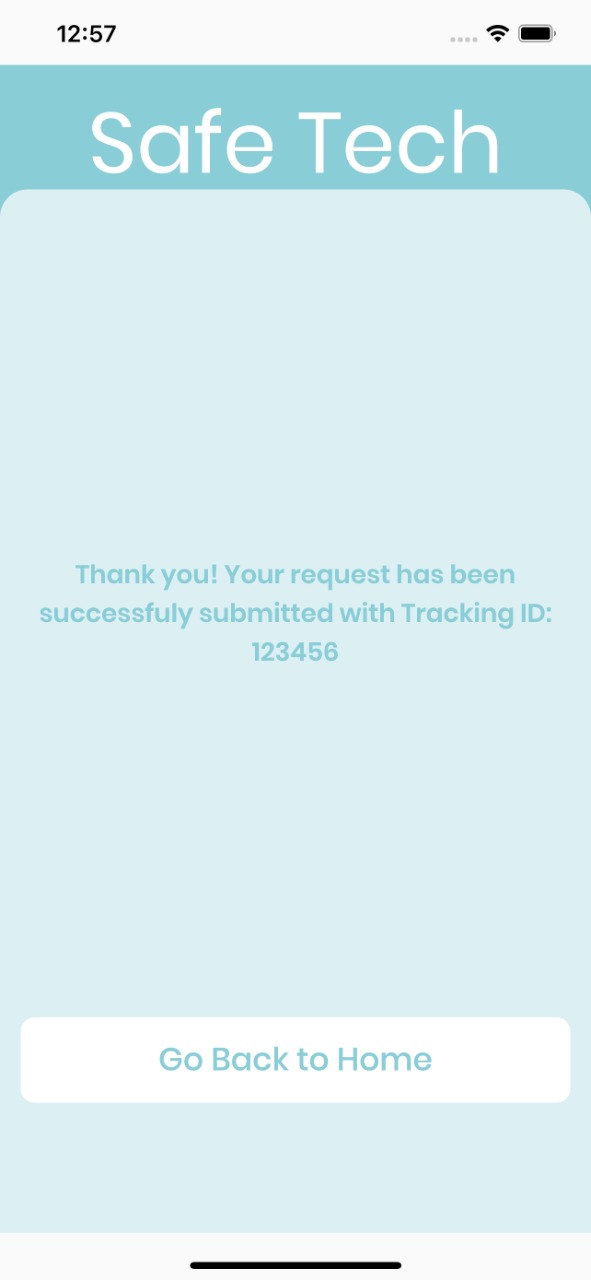 12:57
Safe Tech
Thank you! Your request has been
successfuly submitted with Tracking ID:
123456
Go Back to Home